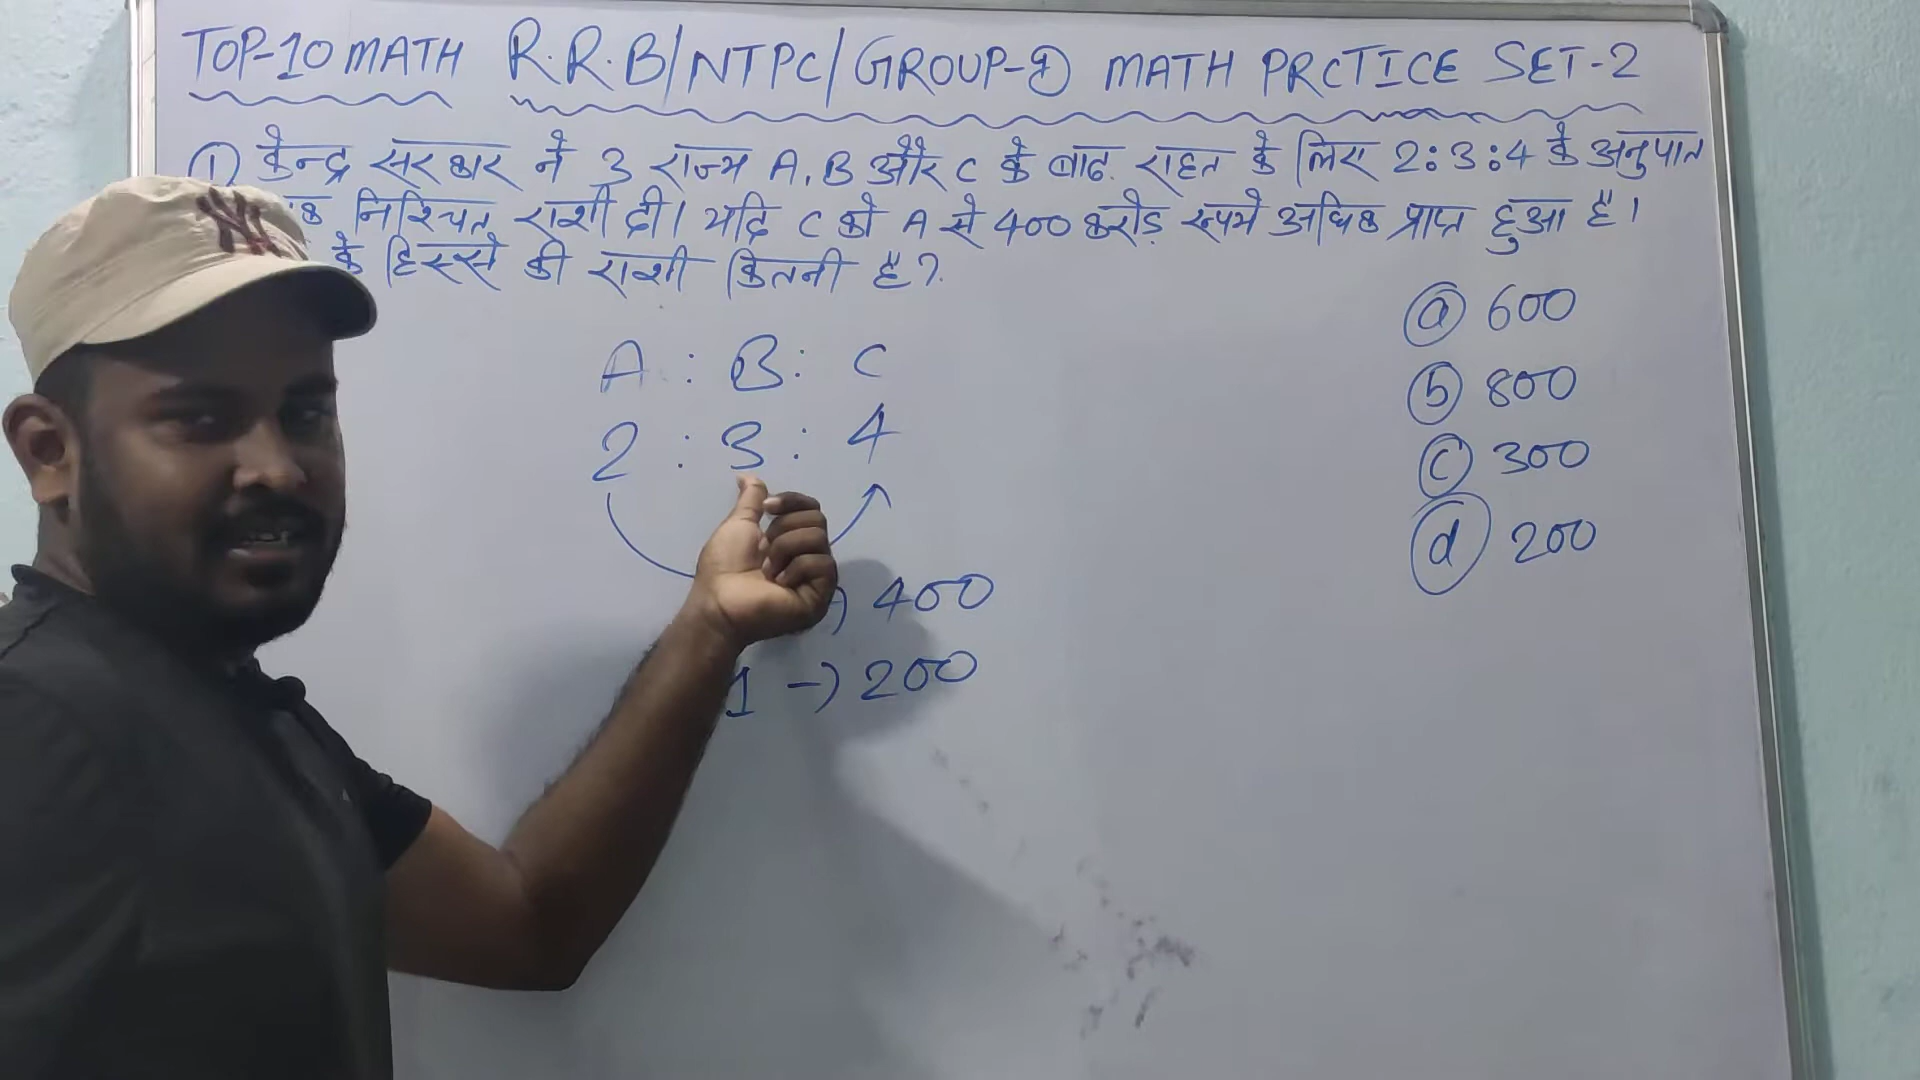 TOP-10 MATH R.R.B/NTPC/GROUP-D MATH PRCTICE SET-2
① केन्द्र सरकार ने 3 राज्य A, B और C के बाढ़ राहत के लिए 2:3:4 के अनुपात
निश्चित राशी दी। यदि C को A से 400 करोड़ रूपये अधिक प्राप्त हुआ है।
के हिस्से की राशी कितनी है?
A : B : C
2 : 3 : 4
→ 400
1 → 200
ⓐ 600
ⓑ 800
ⓒ 300
ⓓ 200
NY